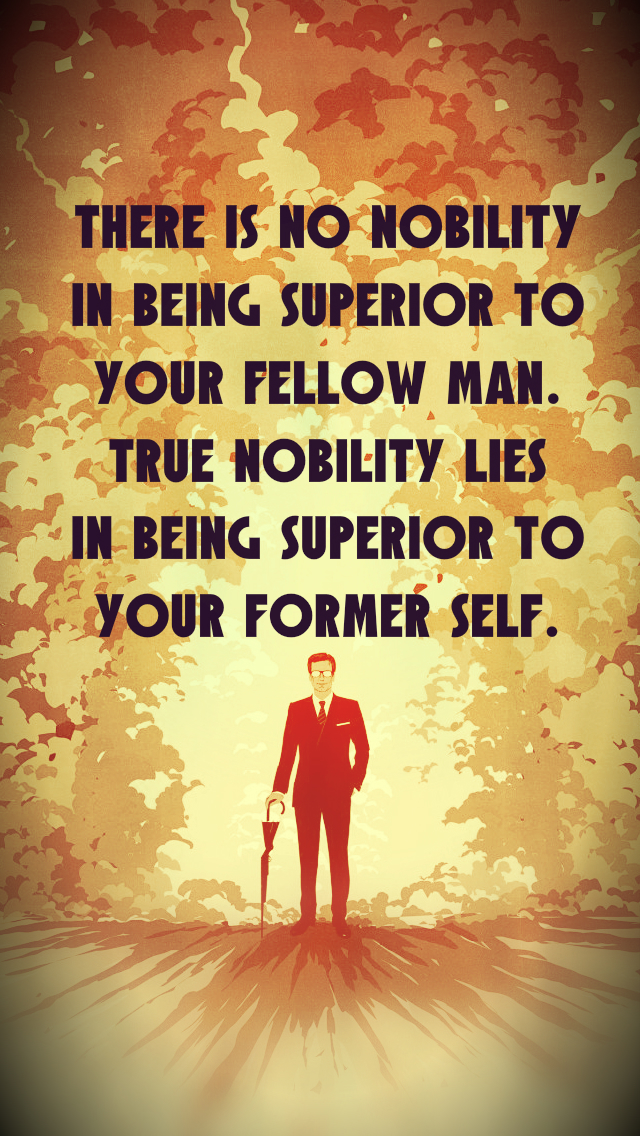 THERE IS NO NOBILITY
IN BEING SUPERIOR TO
YOUR FELLOW MAN.
TRUE NOBILITY LIES
IN BEING SUPERIOR TO
YOUR FORMER SELF.